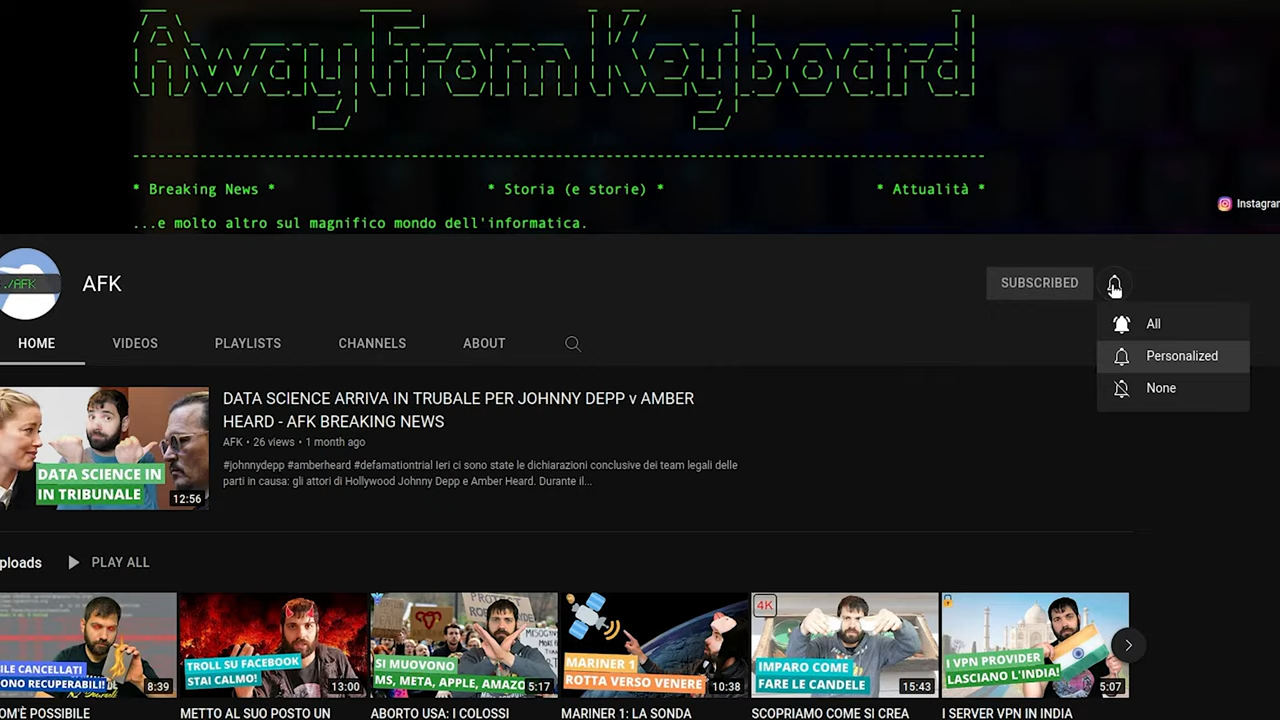 AwayFromKeyboard
* Breaking News * * Storia (e storie) * * Attualità *
...e molto altro sul magnifico mondo dell'informatica.
Instagram
./AFK
AFK
SUBSCRIBED
All
Personalized
None
HOME VIDEOS PLAYLISTS CHANNELS ABOUT
DATA SCIENCE IN
IN TRIBUNALE
12:56
DATA SCIENCE ARRIVA IN TRUBALE PER JOHNNY DEPP v AMBER
HEARD - AFK BREAKING NEWS
AFK • 26 views • 1 month ago
#johnnydepp #amberheard #defamationtrial Ieri ci sono state le dichiarazioni conclusive dei team legali delle
parti in causa: gli attori di Hollywood Johnny Depp e Amber Heard. Durante il...
ploads PLAY ALL
ILE CANCELLATI
ONO RECUPERABILI!
8:39
TROLL SU FACEBOOK
STAI CALMO!
13:00
SI MUOVONO
MS, META, APPLE, AMAZO
5:17
MARINER 1
ROTTA VERSO VENERE
10:38
4K
IMPARO COME
FARE LE CANDELE
15:43
I VPN PROVIDER
LASCIANO L'INDIA!
5:07
OM'È POSSIBILE
METTO AL SUO POSTO UN
ABORTO USA: I COLOSSI
MARINER 1: LA SONDA
SCOPRIAMO COME SI CREA
I SERVER VPN IN INDIA